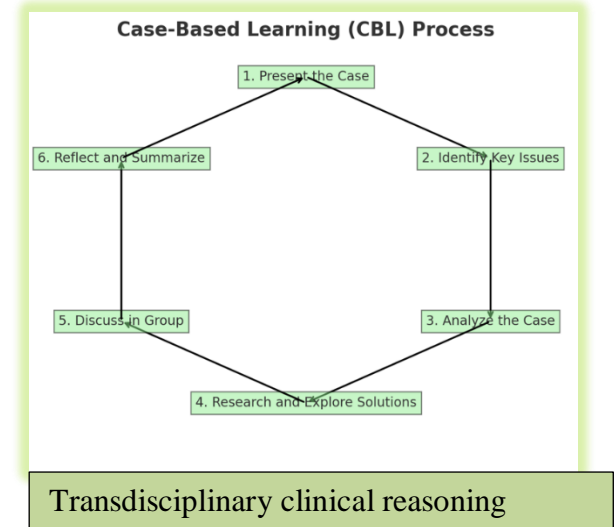 Case-Based Learning (CBL) Process
1. Present the Case
6. Reflect and Summarize
2. Identify Key Issues
5. Discuss in Group
3. Analyze the Case
4. Research and Explore Solutions
Transdisciplinary clinical reasoning